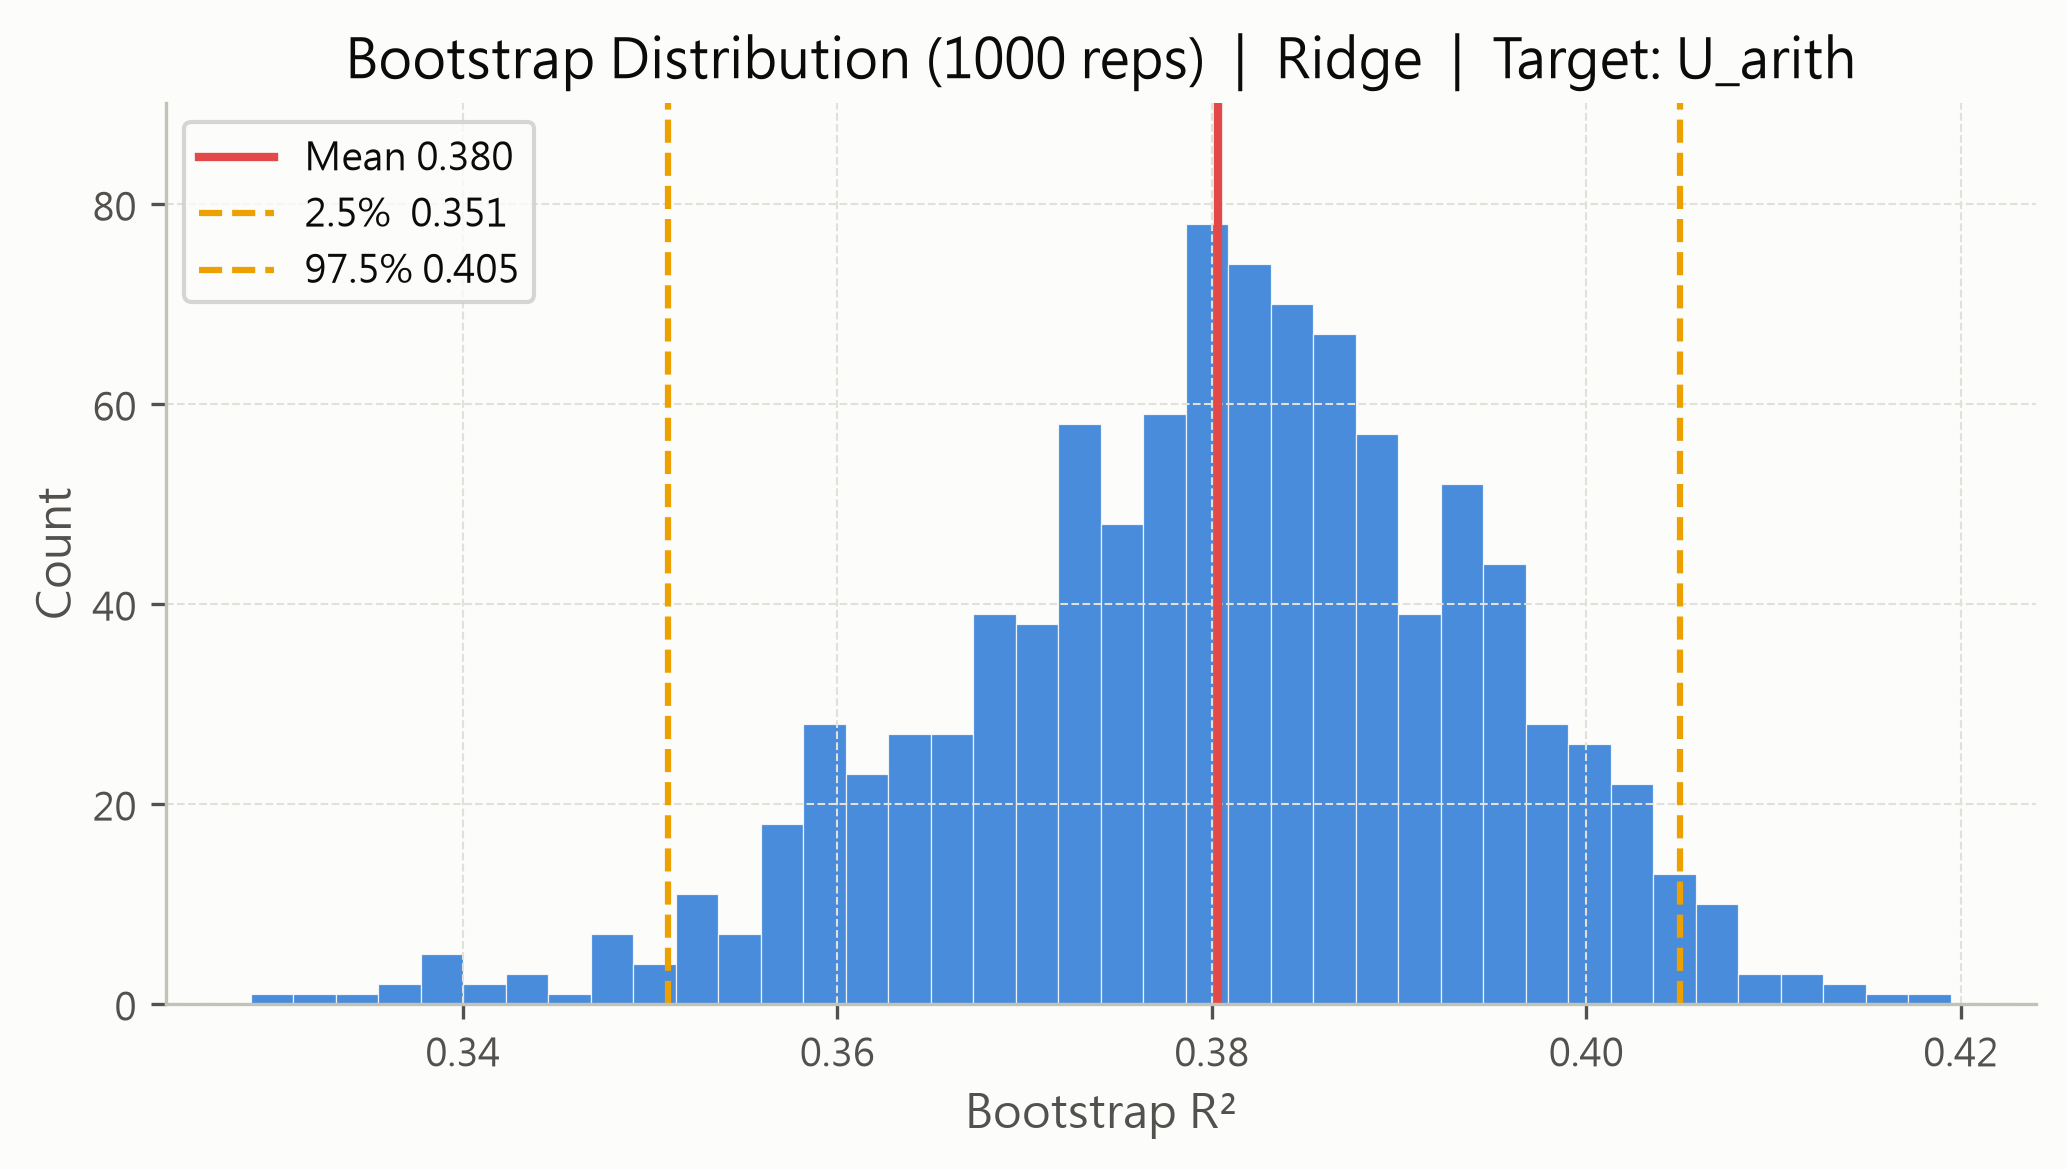 Bootstrap Distribution (1000 reps) | Ridge | Target: U_arith
Mean 0.380
2.5% 0.351
97.5% 0.405
Count
80
60
40
20
0
0.34 0.36 0.38 0.40 0.42
Bootstrap R²